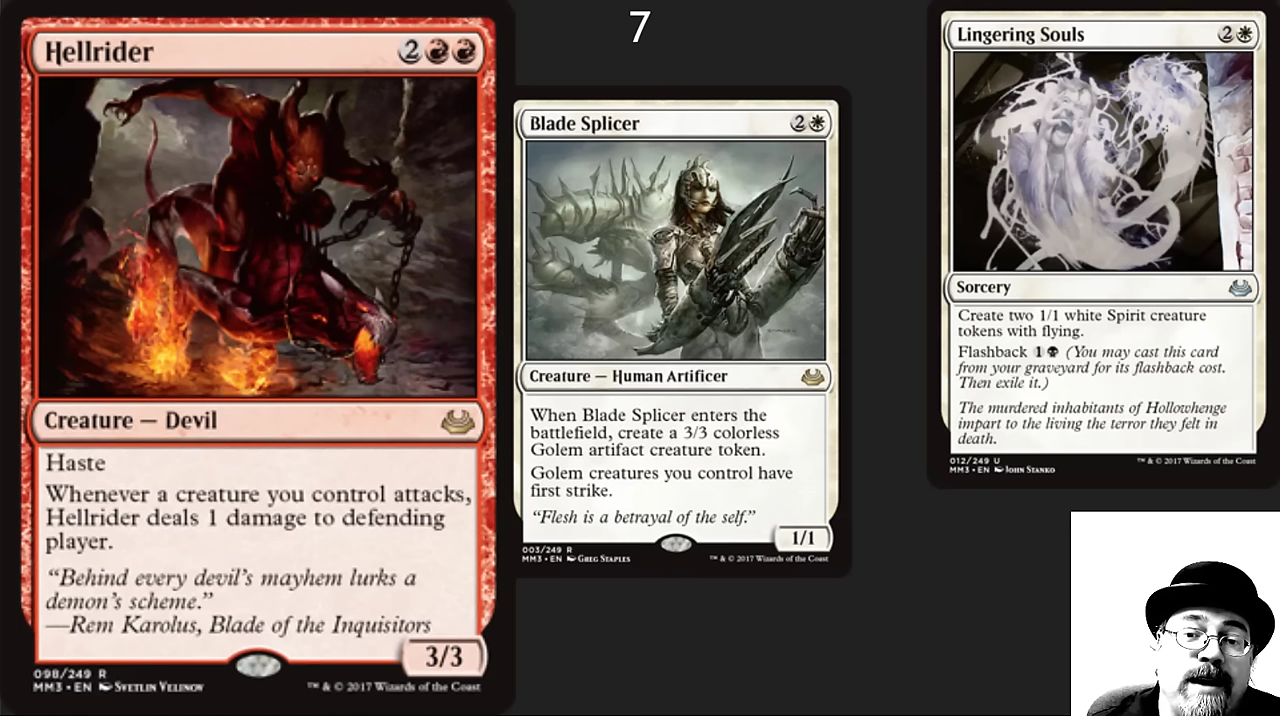 7
Hellrider 2
Creature — Devil
Haste
Whenever a creature you control attacks,
Hellrider deals 1 damage to defending
player.
“Behind every devil’s mayhem lurks a
demon’s scheme.”
—Rem Karolus, Blade of the Inquisitors
3/3
098/249 R
MM3 • EN Svetlin Velinov
™ & © 2017 Wizards of the Coast
Blade Splicer 2
Creature — Human Artificer
When Blade Splicer enters the
battlefield, create a 3/3 colorless
Golem artifact creature token.
Golem creatures you control have
first strike.
“Flesh is a betrayal of the self.”
1/1
003/249 R
MM3 • EN Greg Staples
™ & © 2017 Wizards of the Coast
Lingering Souls 2
Sorcery
Create two 1/1 white Spirit creature
tokens with flying.
Flashback 1 (You may cast this card
from your graveyard for its flashback cost.
Then exile it.)
The murdered inhabitants of Hollowhenge
impart to the living the terror they felt in
death.
012/249 U
MM3 • EN John Stanko
™ & © 2017 Wizards of the Coast